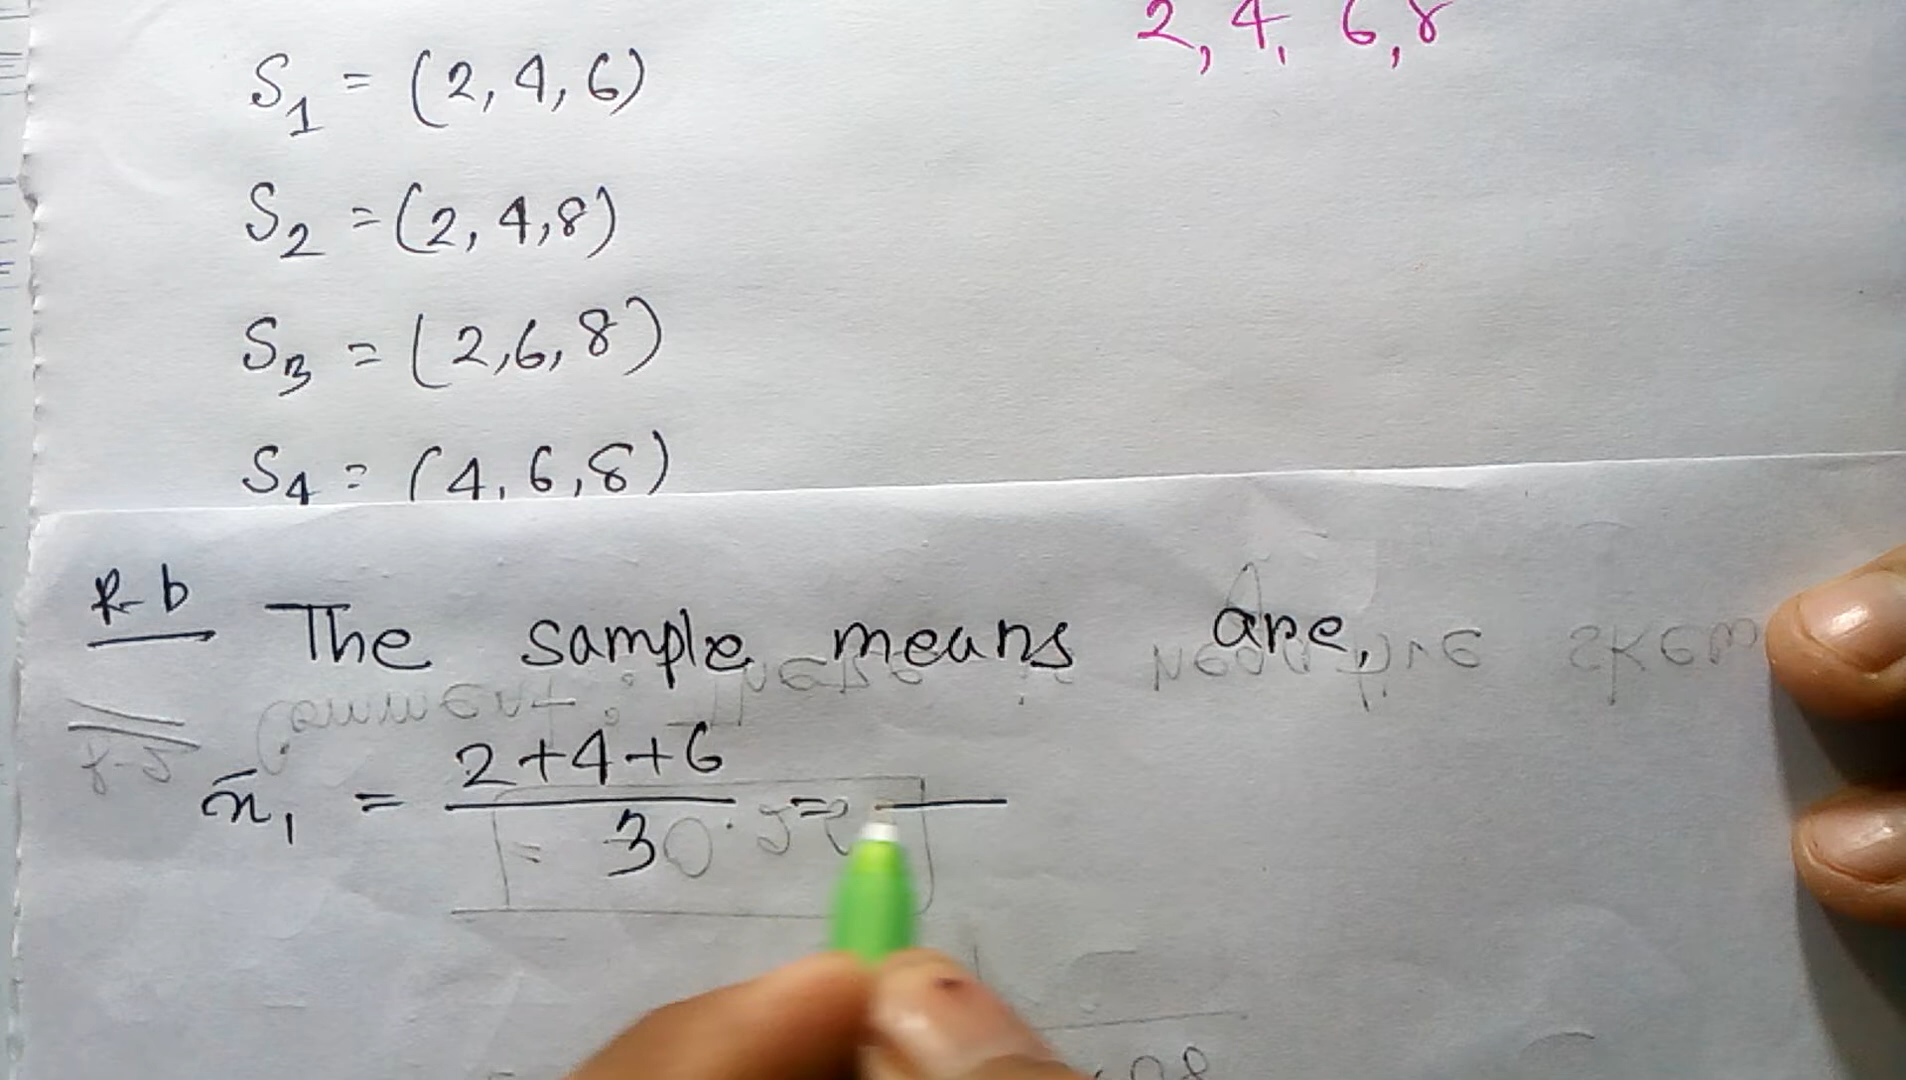 2, 4, 6, 8
S1 = (2, 4, 6)
S2 = (2, 4, 8)
S3 = (2, 6, 8)
S4 = (4, 6, 8)
R-b The sample means are,
x̄1 = 2+4+6 / 3 =